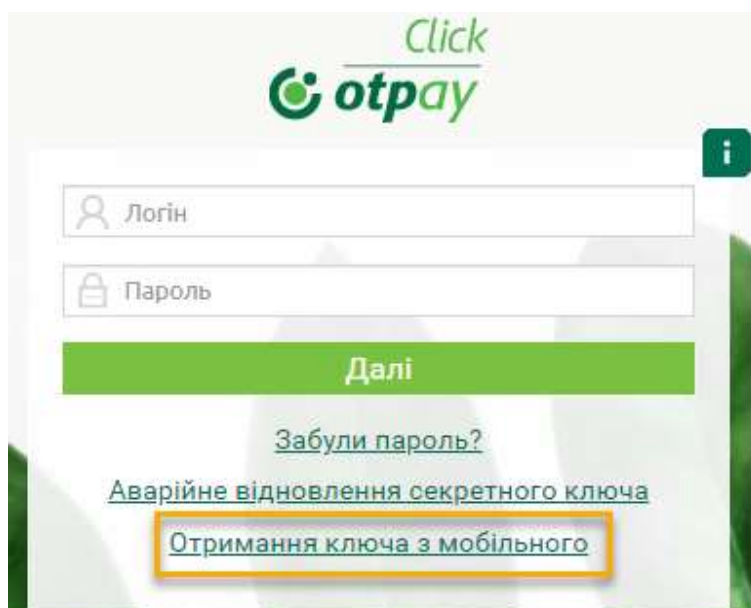 Click
otpay
i
Логін
Пароль
Далі
Забули пароль?
Аварійне відновлення секретного ключа
Отримання ключа з мобільного